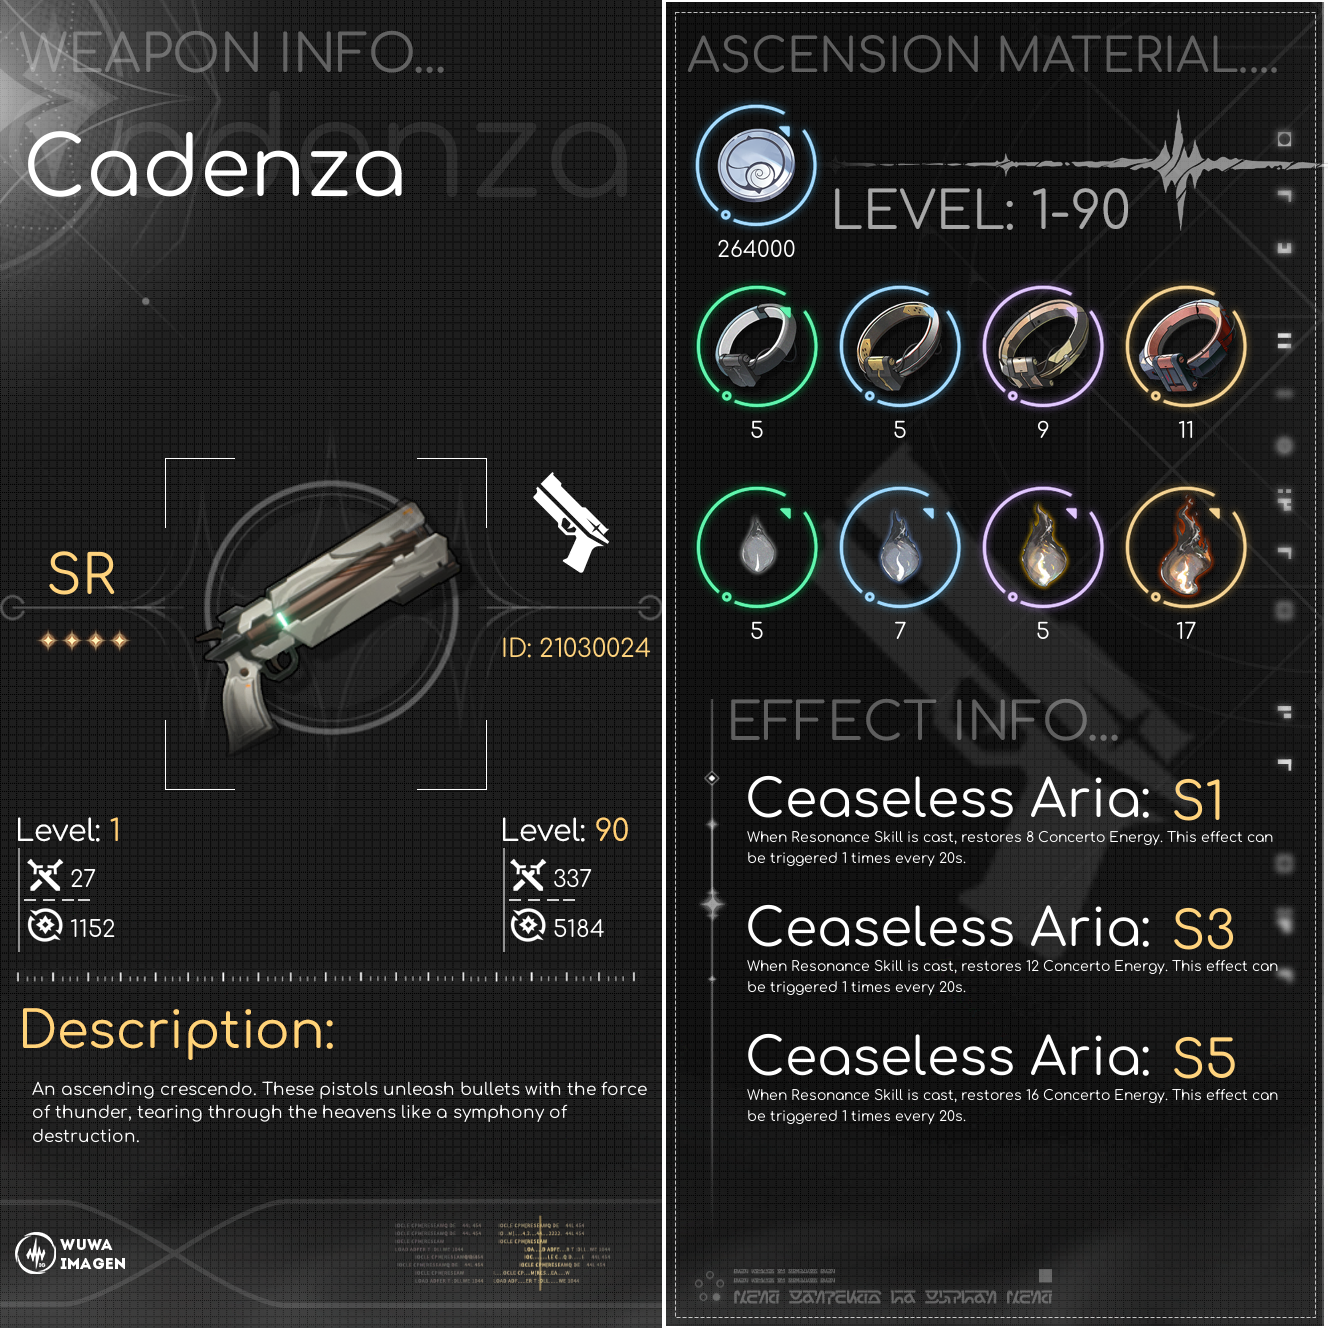 WEAPON INFO...
Cadenza
SR
ID: 21030024
Level: 1
27
1152
Level: 90
337
5184
Description:
An ascending crescendo. These pistols unleash bullets with the force
of thunder, tearing through the heavens like a symphony of
destruction.
WUWA
IMAGEN
ASCENSION MATERIAL....
LEVEL: 1-90
264000
5 5 9 11
5 7 5 17
EFFECT INFO...
Ceaseless Aria: S1
When Resonance Skill is cast, restores 8 Concerto Energy. This effect can
be triggered 1 times every 20s.
Ceaseless Aria: S3
When Resonance Skill is cast, restores 12 Concerto Energy. This effect can
be triggered 1 times every 20s.
Ceaseless Aria: S5
When Resonance Skill is cast, restores 16 Concerto Energy. This effect can
be triggered 1 times every 20s.